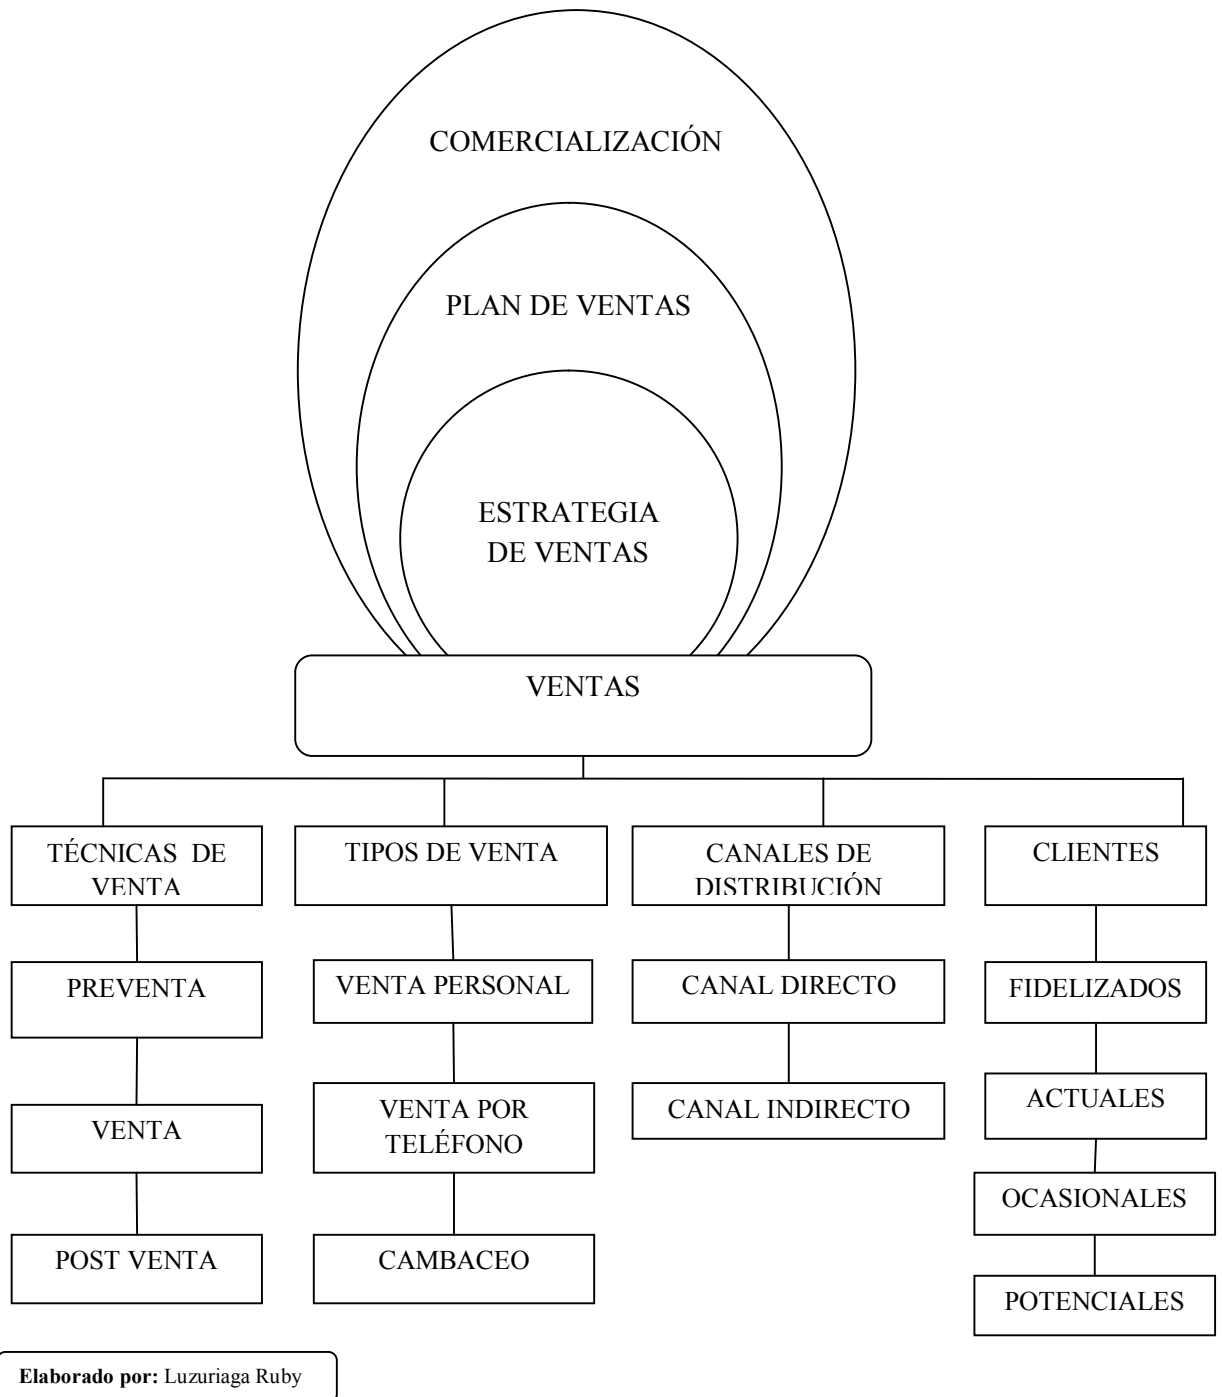 COMERCIALIZACIÓN
PLAN DE VENTAS
ESTRATEGIA
DE VENTAS
VENTAS
TÉCNICAS DE
VENTA
PREVENTA
VENTA
POST VENTA
TIPOS DE VENTA
VENTA PERSONAL
VENTA POR
TELÉFONO
CAMBACEO
CANALES DE
DISTRIBUCIÓN
CANAL DIRECTO
CANAL INDIRECTO
CLIENTES
FIDELIZADOS
ACTUALES
OCASIONALES
POTENCIALES
Elaborado por: Luzuriaga Ruby